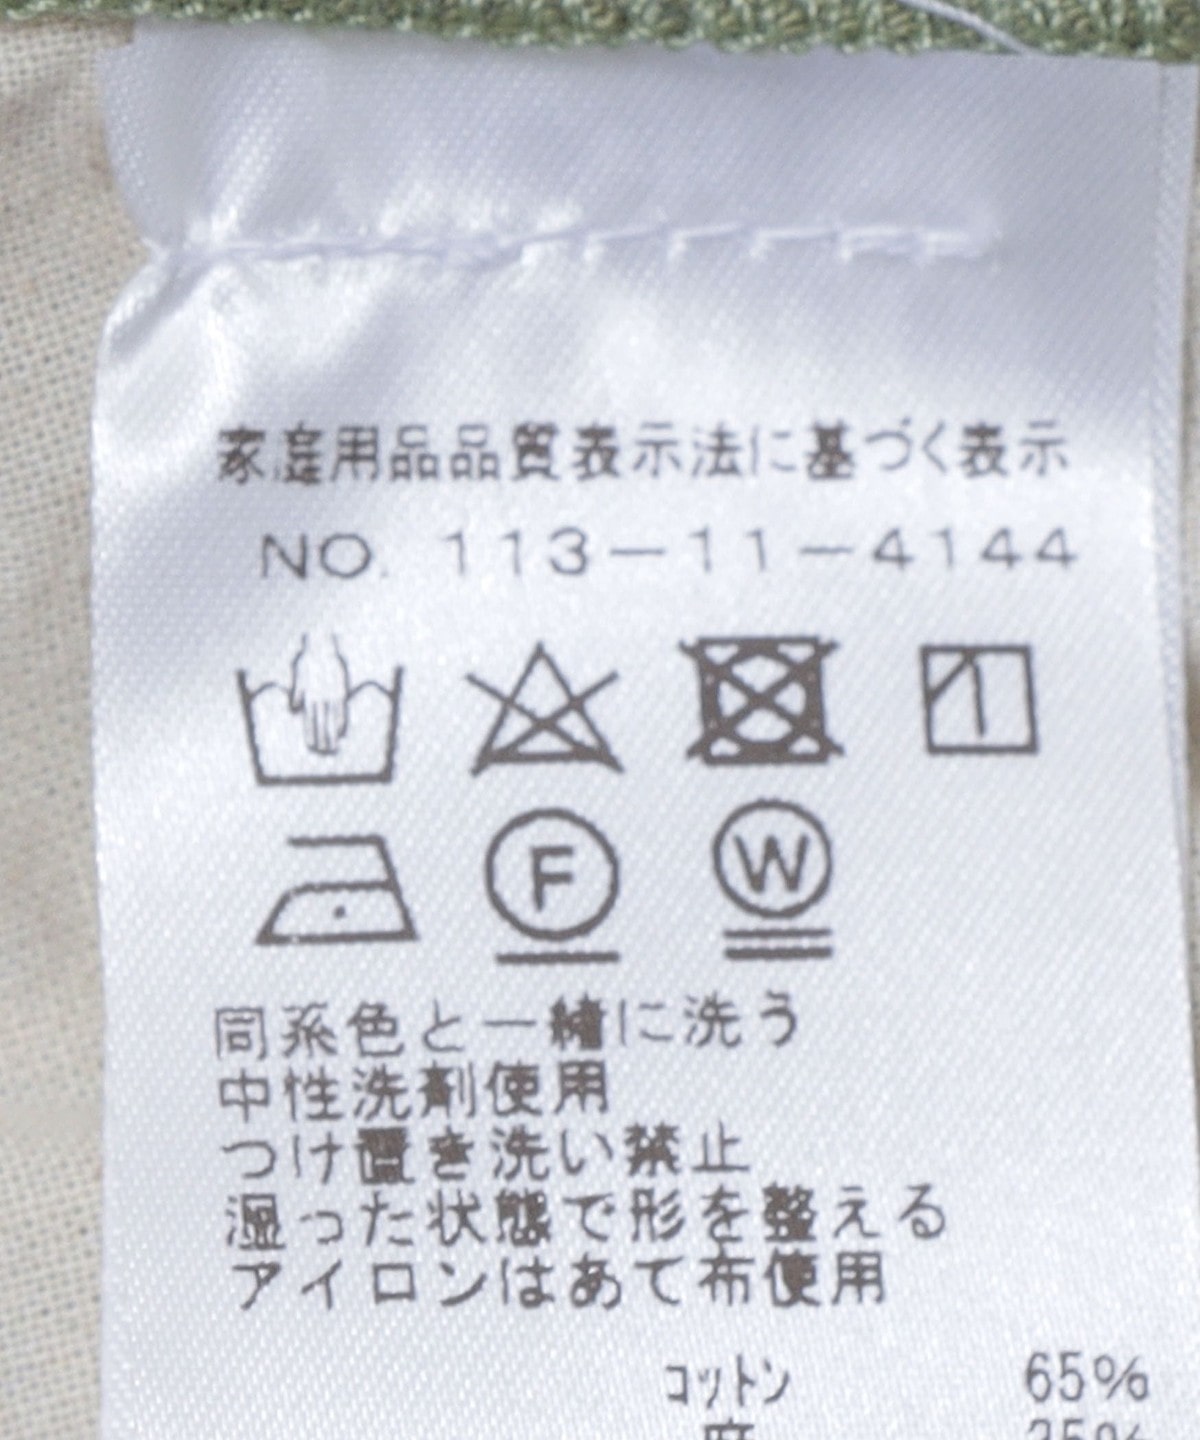 家庭用品品質表示法に基づく表示
NO. 113-11-4144
F W
同系色と一緒に洗う
中性洗剤使用
つけ置き洗い禁止
湿った状態で形を整える
アイロンはあて布使用
コットン 65%
麻 35%